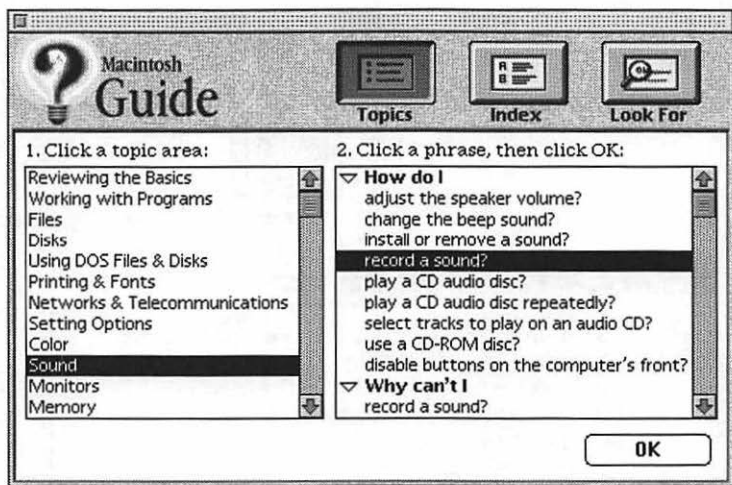 Macintosh
Guide
Topics
Index
Look For
1. Click a topic area:
Reviewing the Basics
Working with Programs
Files
Disks
Using DOS Files & Disks
Printing & Fonts
Networks & Telecommunications
Setting Options
Color
Sound
Monitors
Memory
2. Click a phrase, then click OK:
How do I
adjust the speaker volume?
change the beep sound?
install or remove a sound?
record a sound?
play a CD audio disc?
play a CD audio disc repeatedly?
select tracks to play on an audio CD?
use a CD-ROM disc?
disable buttons on the computer's front?
Why can't I
record a sound?
OK